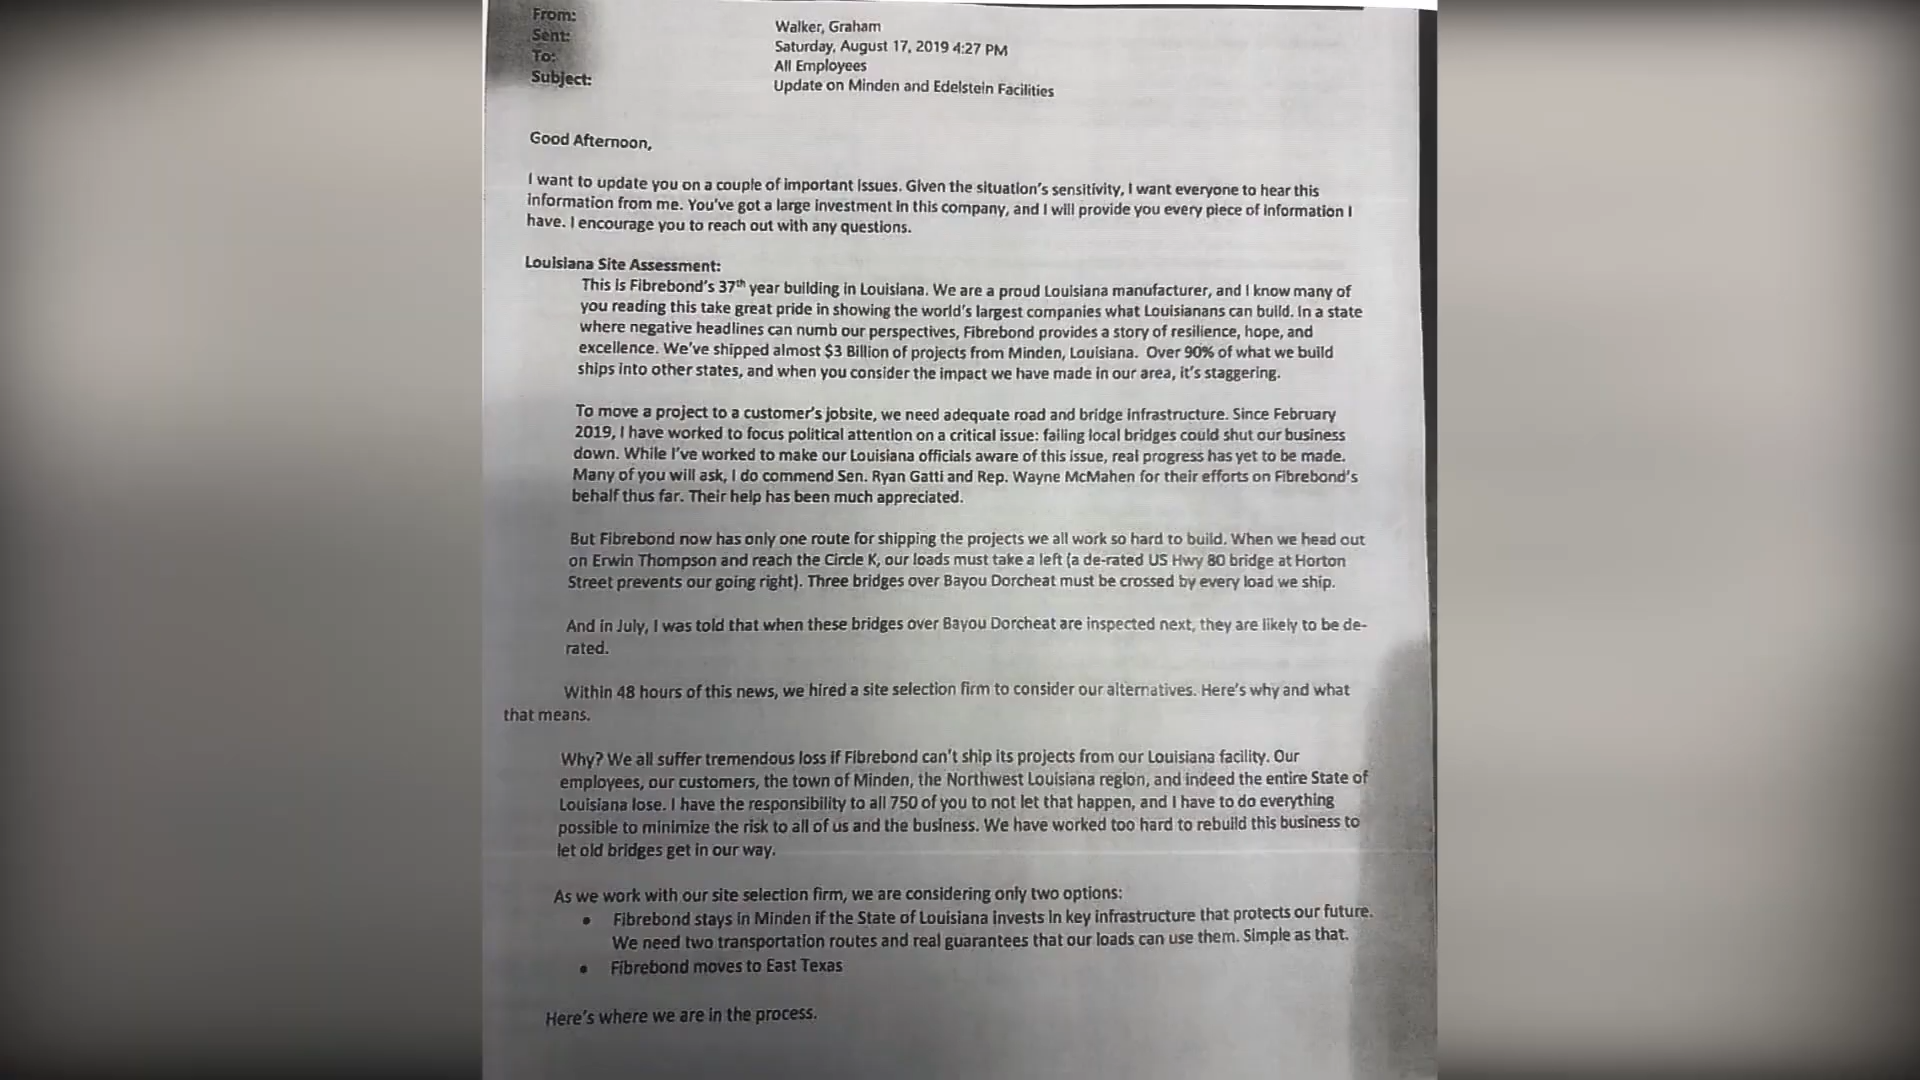 From: Walker, Graham
Sent: Saturday, August 17, 2019 4:27 PM
To: All Employees
Subject: Update on Minden and Edelstein Facilities
Good Afternoon,
I want to update you on a couple of important issues. Given the situation's sensitivity, I want everyone to hear this
information from me. You've got a large investment in this company, and I will provide you every piece of information I
have. I encourage you to reach out with any questions.
Louisiana Site Assessment:
This is Fibrebond's 37th year building in Louisiana. We are a proud Louisiana manufacturer, and I know many of
you reading this take great pride in showing the world's largest companies what Louisianans can build. In a state
where negative headlines can numb our perspectives, Fibrebond provides a story of resilience, hope, and
excellence. We've shipped almost $3 Billion of projects from Minden, Louisiana. Over 90% of what we build
ships into other states, and when you consider the impact we have made in our area, it's staggering.
To move a project to a customer's jobsite, we need adequate road and bridge infrastructure. Since February
2019, I have worked to focus political attention on a critical issue: failing local bridges could shut our business
down. While I've worked to make our Louisiana officials aware of this issue, real progress has yet to be made.
Many of you will ask, I do commend Sen. Ryan Gatti and Rep. Wayne McMahen for their efforts on Fibrebond's
behalf thus far. Their help has been much appreciated.
But Fibrebond now has only one route for shipping the projects we all work so hard to build. When we head out
on Erwin Thompson and reach the Circle K, our loads must take a left (a de-rated US Hwy 80 bridge at Horton
Street prevents our going right). Three bridges over Bayou Dorcheat must be crossed by every load we ship.
And in July, I was told that when these bridges over Bayou Dorcheat are inspected next, they are likely to be de-
rated.
Within 48 hours of this news, we hired a site selection firm to consider our alternatives. Here's why and what
that means.
Why? We all suffer tremendous loss if Fibrebond can't ship its projects from our Louisiana facility. Our
employees, our customers, the town of Minden, the Northwest Louisiana region, and indeed the entire State of
Louisiana lose. I have the responsibility to all 750 of you to not let that happen, and I have to do everything
possible to minimize the risk to all of us and the business. We have worked too hard to rebuild this business to
let old bridges get in our way.
As we work with our site selection firm, we are considering only two options:
• Fibrebond stays in Minden if the State of Louisiana invests in key infrastructure that protects our future.
We need two transportation routes and real guarantees that our loads can use them. Simple as that.
• Fibrebond moves to East Texas
Here's where we are in the process.